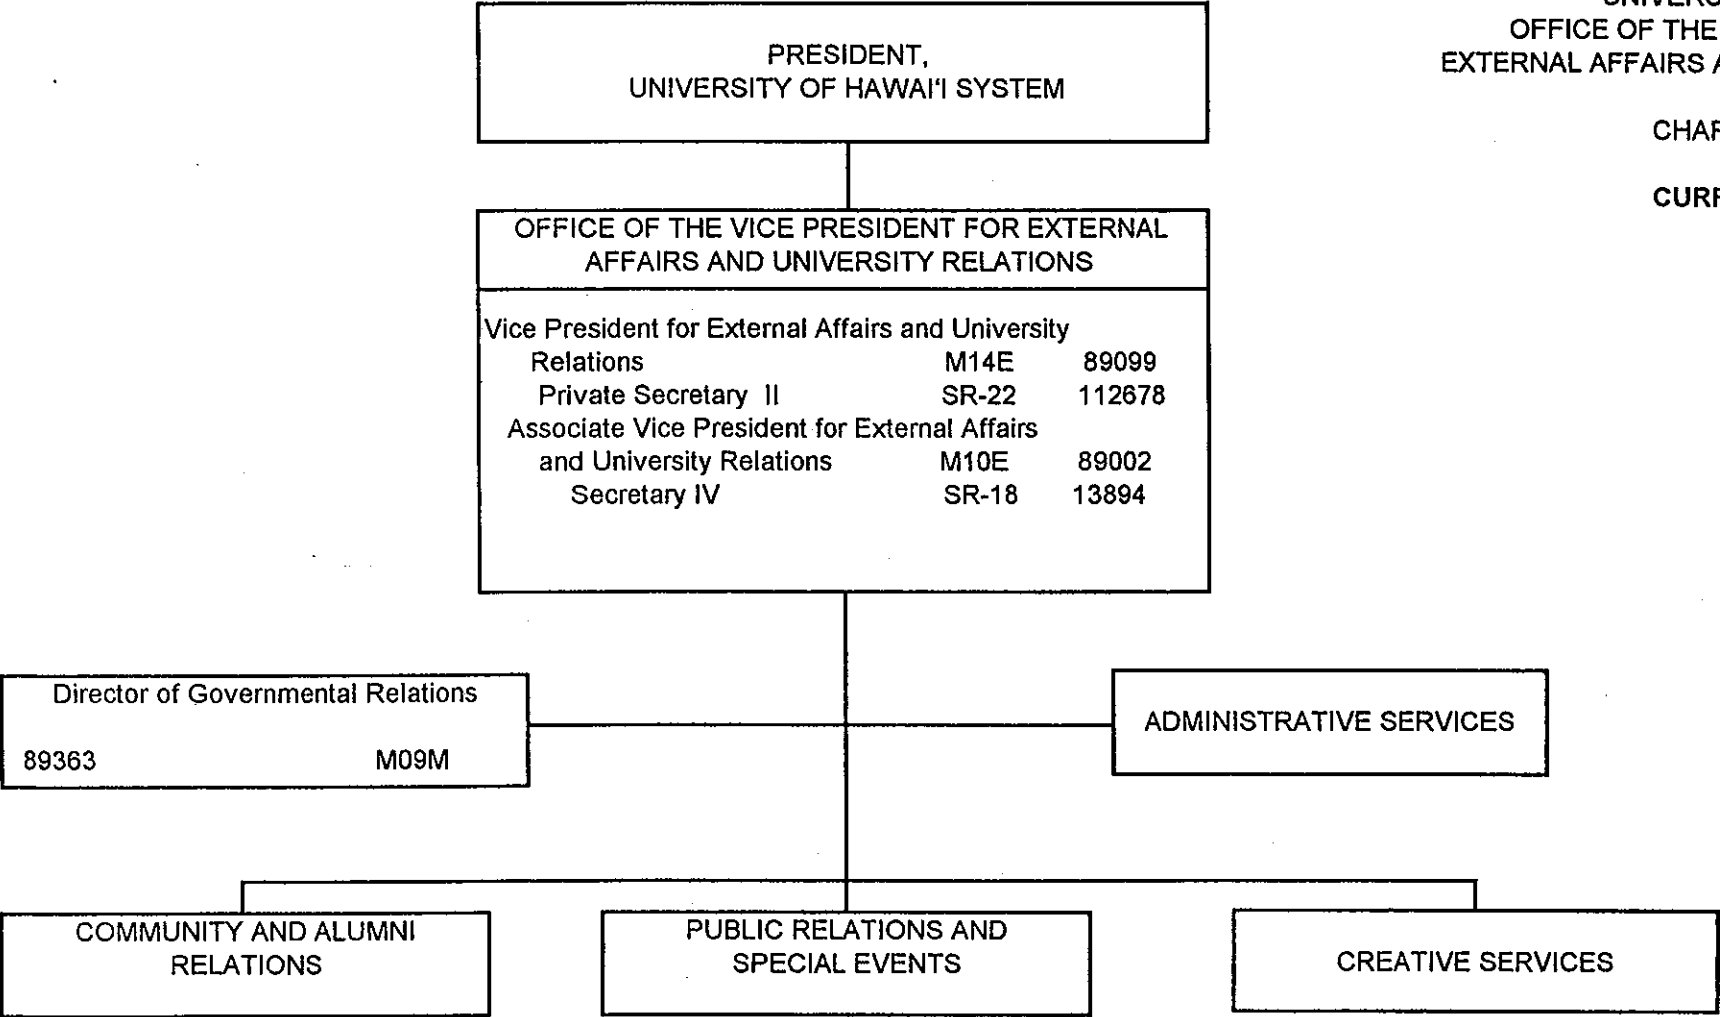 PRESIDENT,
UNIVERSITY OF HAWAI'I SYSTEM
OFFICE OF THE
EXTERNAL AFFAIRS
OFFICE OF THE VICE PRESIDENT FOR EXTERNAL
AFFAIRS AND UNIVERSITY RELATIONS
Vice President for External Affairs and University
Relations M14E 89099
Private Secretary II SR-22 112678
Associate Vice President for External Affairs
and University Relations M10E 89002
Secretary IV SR-18 13894
Director of Governmental Relations
89363 M09M
ADMINISTRATIVE SERVICES
COMMUNITY AND ALUMNI
RELATIONS
PUBLIC RELATIONS AND
SPECIAL EVENTS
CREATIVE SERVICES